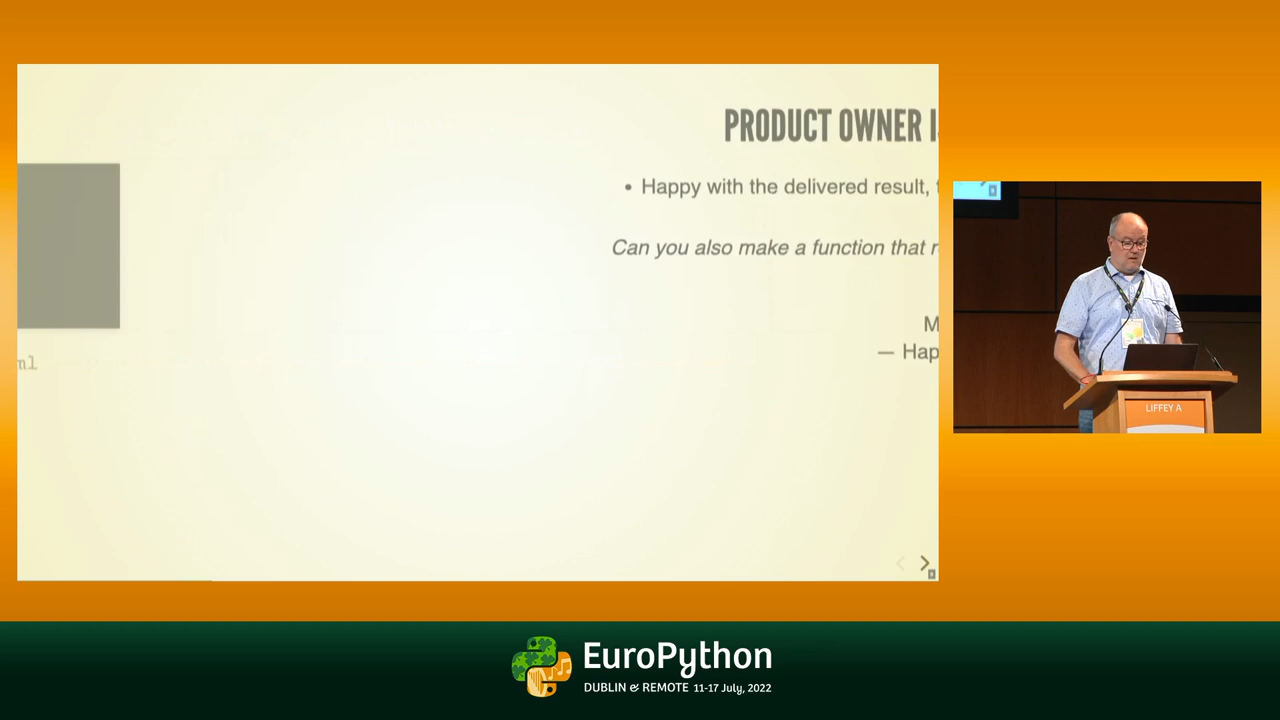 PRODUCT OWNER
• Happy with the delivered result,
Can you also make a function that
ml
— Hap
LIFFEY A
EuroPython
DUBLIN & REMOTE 11-17 July, 2022